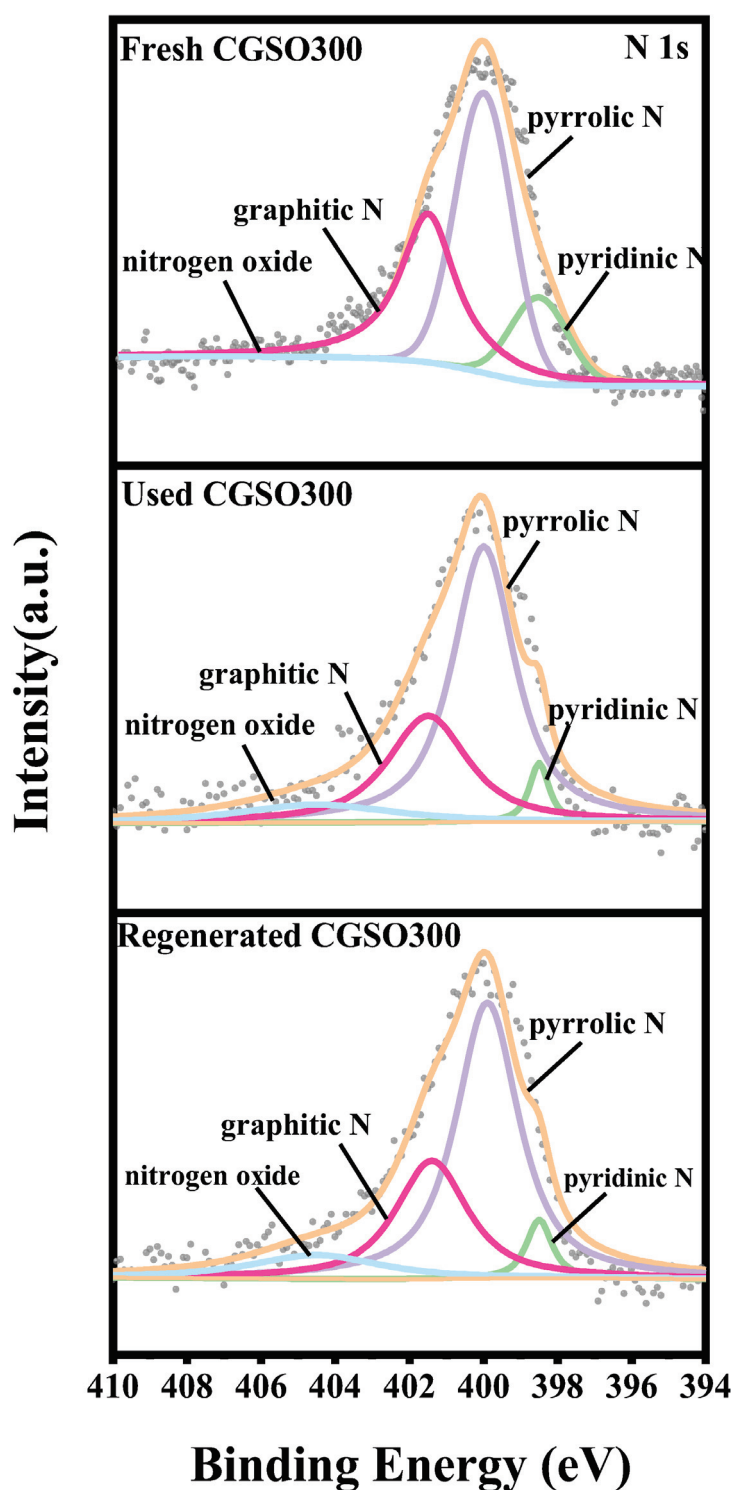 Fresh CGSO300
N 1s
pyrrolic N
graphitic N
nitrogen oxide
pyridinic N
Used CGSO300
pyrrolic N
graphitic N
nitrogen oxide
pyridinic N
Regenerated CGSO300
pyrrolic N
graphitic N
nitrogen oxide
pyridinic N
Intensity(a.u.)
410 408 406 404 402 400 398 396 394
Binding Energy (eV)